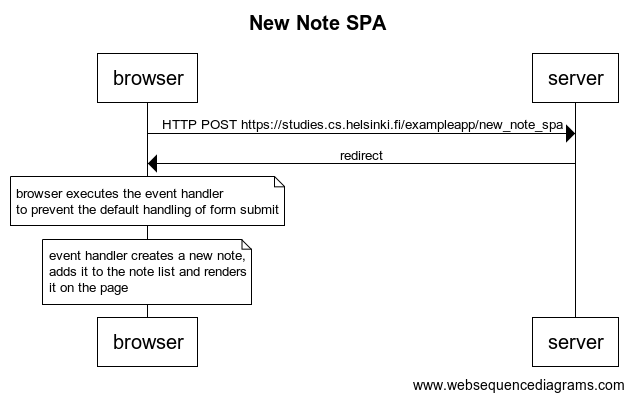 New Note SPA
browser
server
HTTP POST https://studies.cs.helsinki.fi/exampleapp/new_note_spa
redirect
browser executes the event handler
to prevent the default handling of form submit
event handler creates a new note,
adds it to the note list and renders
it on the page
browser
server
www.websequencediagrams.com